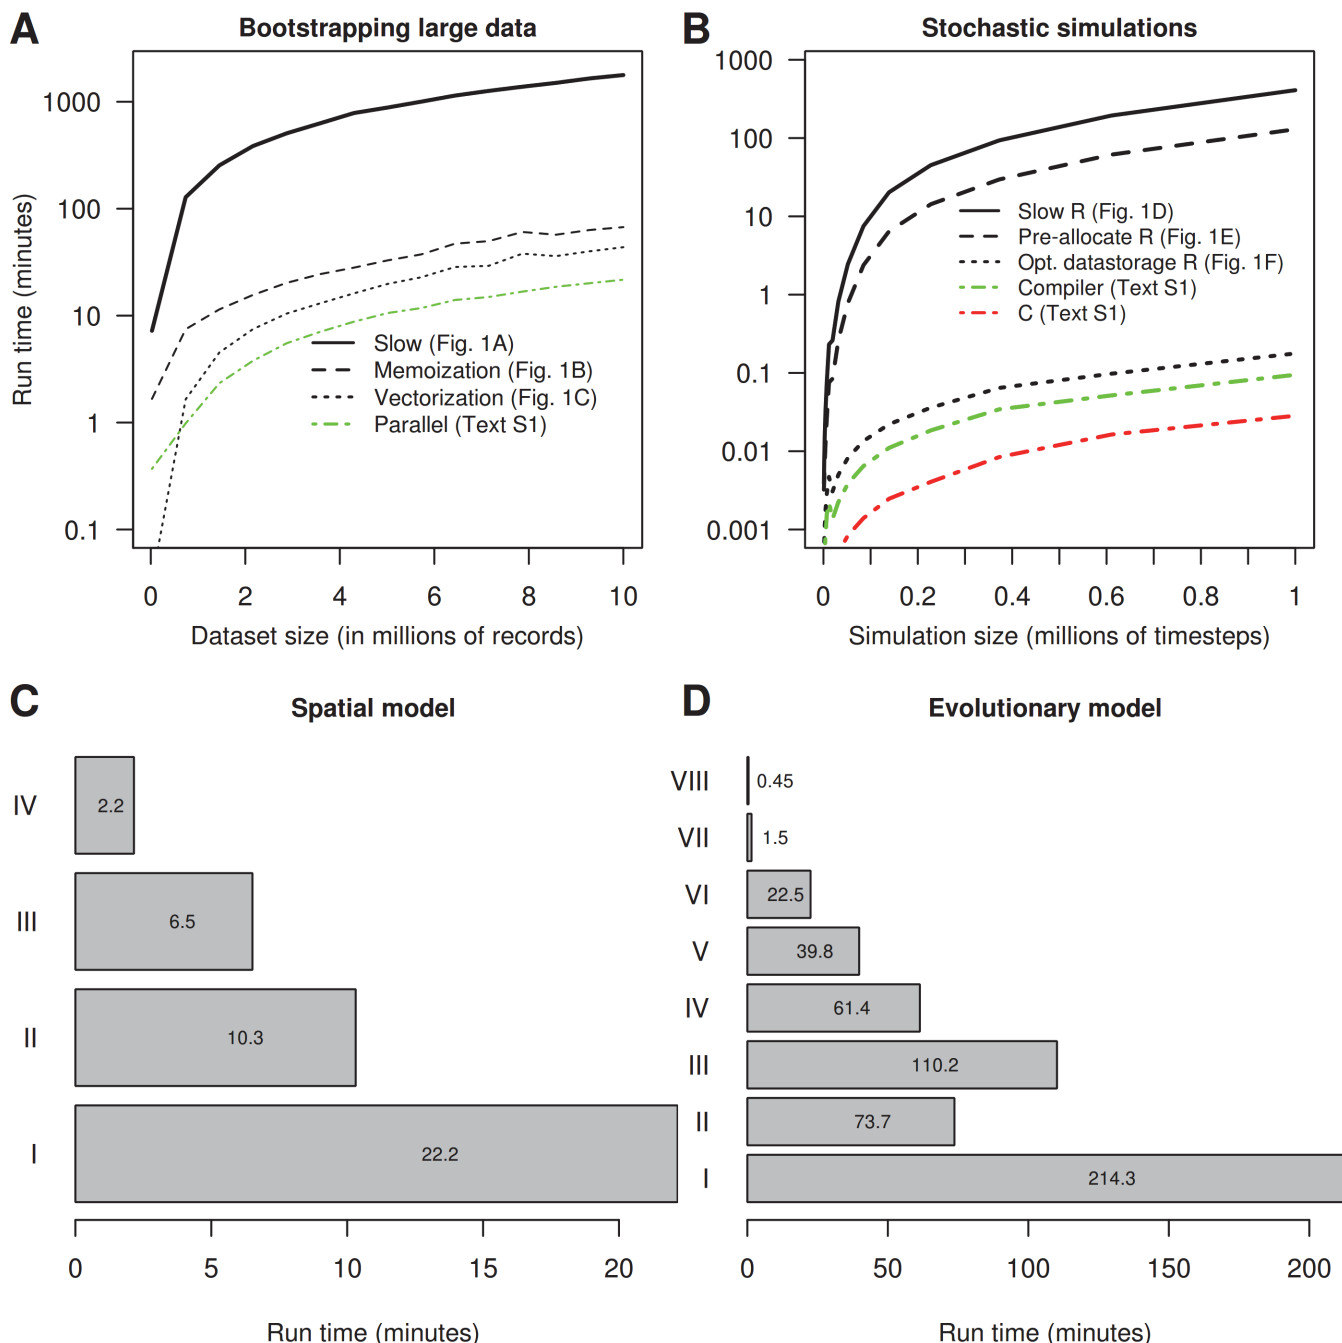 A
Bootstrapping large data
Run time (minutes)
1000
100
10
1
0.1
Slow (Fig. 1A)
Memoization (Fig. 1B)
Vectorization (Fig. 1C)
Parallel (Text S1)
0 2 4 6 8 10
Dataset size (in millions of records)
B
Stochastic simulations
1000
100
10
1
0.1
0.01
0.001
Slow R (Fig. 1D)
Pre-allocate R (Fig. 1E)
Opt. datastorage R (Fig. 1F)
Compiler (Text S1)
C (Text S1)
0 0.2 0.4 0.6 0.8 1
Simulation size (millions of timesteps)
C
Spatial model
IV 2.2
III 6.5
II 10.3
I 22.2
0 5 10 15 20
Run time (minutes)
D
Evolutionary model
VIII 0.45
VII 1.5
VI 22.5
V 39.8
IV 61.4
III 110.2
II 73.7
I 214.3
0 50 100 150 200
Run time (minutes)